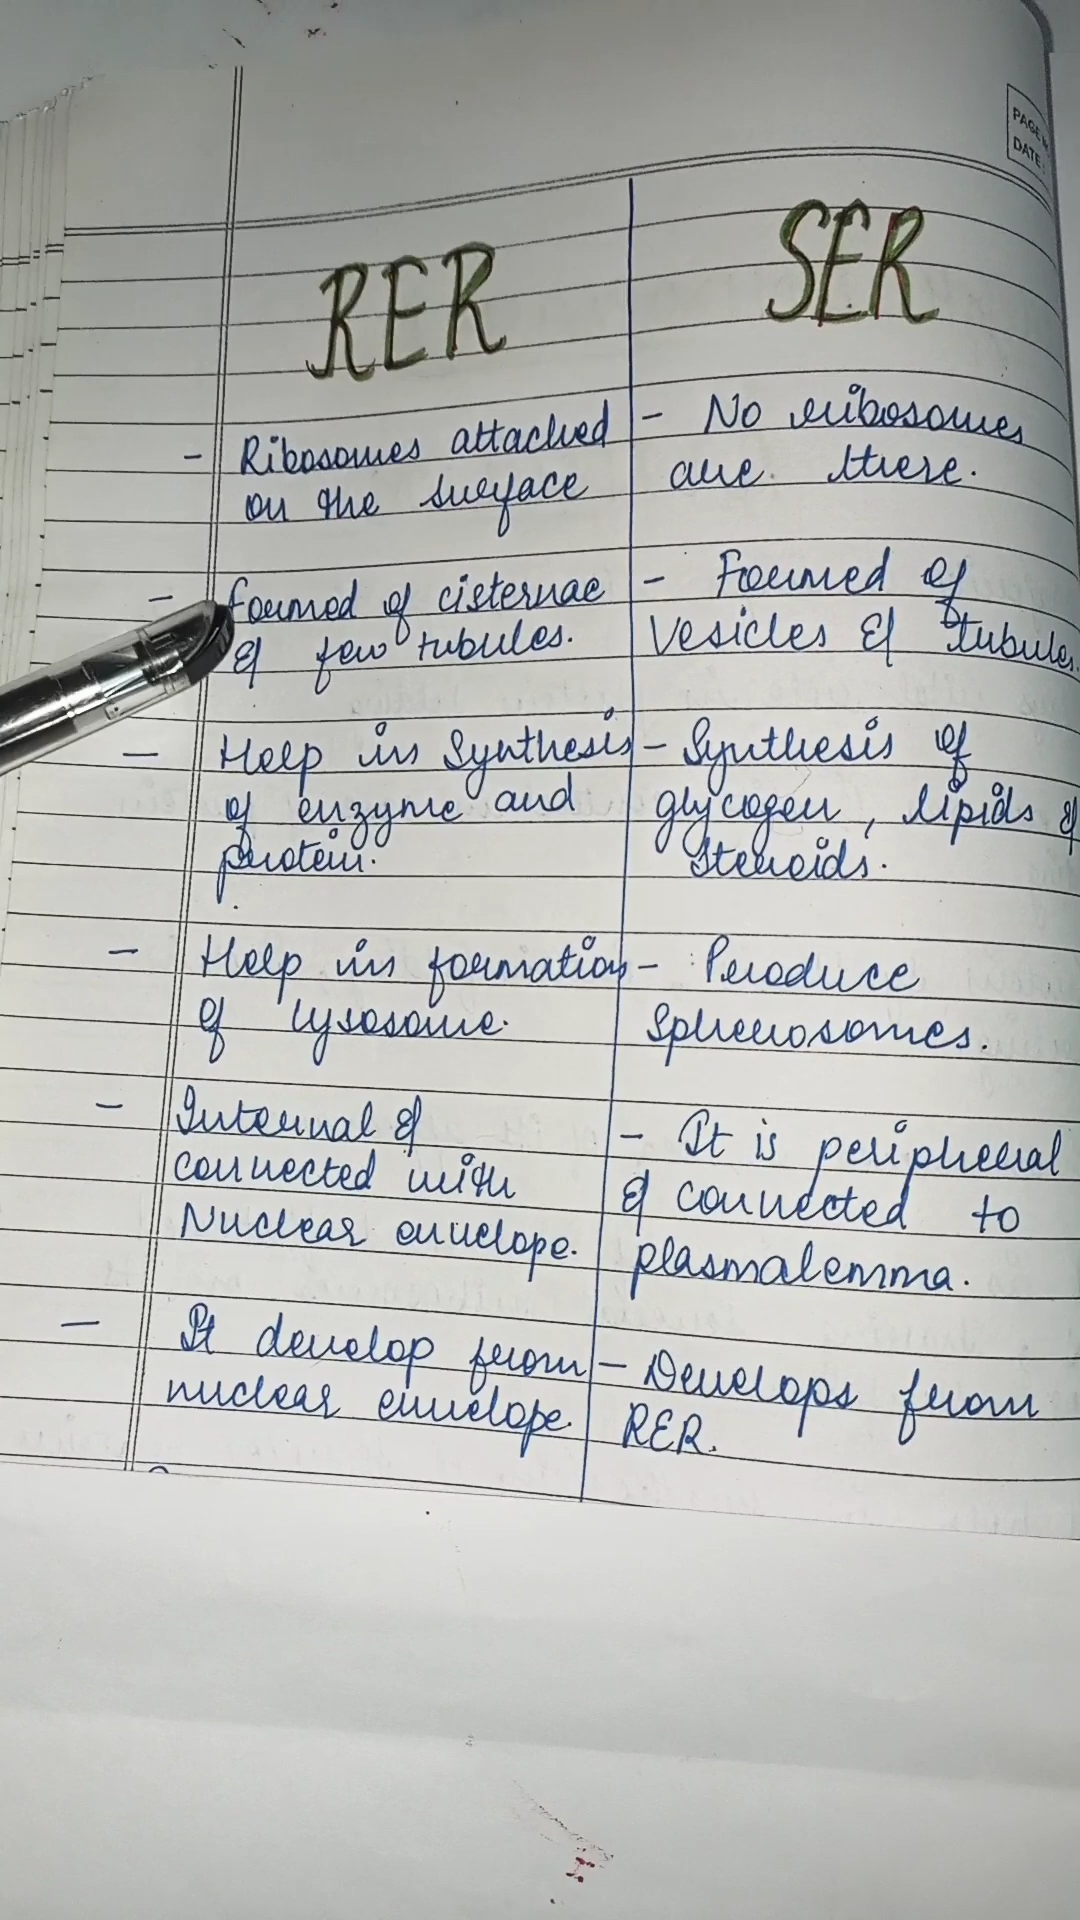 PAGE
DATE:
RER
SER
- Ribosomes attached
on the surface
- No ribosomes
are. there.
- Formed of cisternae
& few tubules.
- Formed of
Vesicles & tubules.
- Help in Synthesis
of enzyme and
protein.
- Synthesis of
glycogen, lipids &
Steroids.
- Help in formation
of lysosome.
- Produce
Spherosomes.
- Internal &
connected with
Nuclear envelope.
- It is peripheral
& connected to
plasmalemma.
- It develop from
nuclear envelope.
- Develops from
RER.